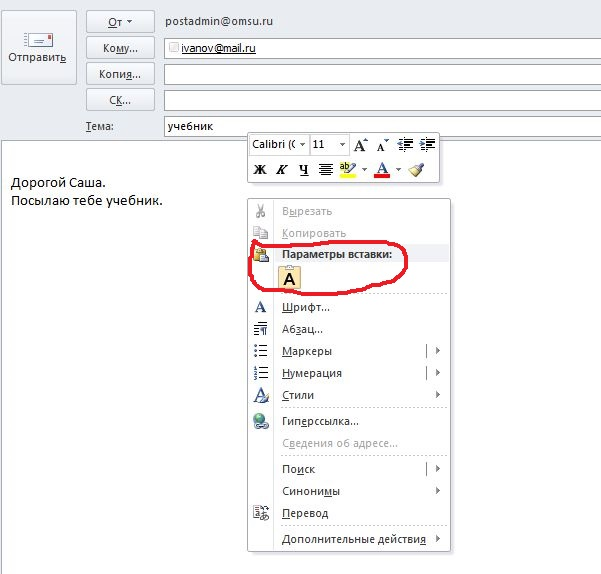 От
postadmin@omsu.ru
Отправить
Кому...
ivanov@mail.ru
Копия...
СК...
Тема:
учебник
Calibri (С
11
А
А
Ж К Ч ab А
Дорогой Саша.
Посылаю тебе учебник.
Вырезать
Копировать
Параметры вставки:
A
Шрифт...
Абзац...
Маркеры
Нумерация
Стили
Гиперссылка...
Сведения об адресе...
Поиск
Синонимы
Перевод
Дополнительные действия